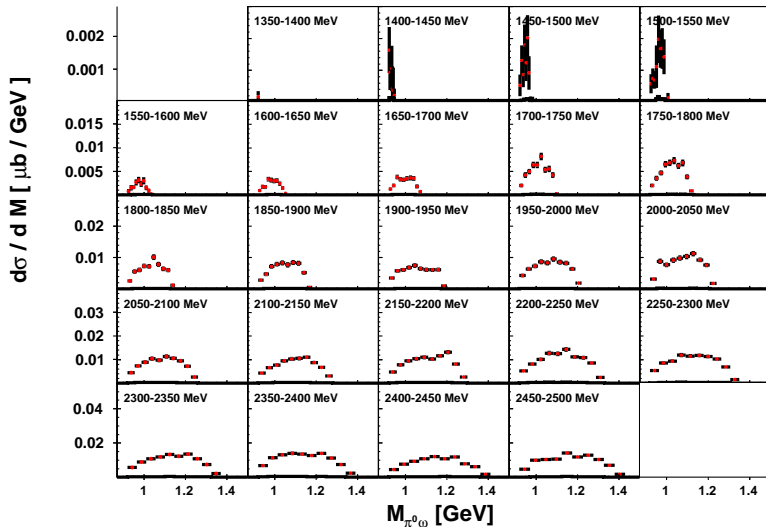 dσ / d M [ μb / GeV ]
1350-1400 MeV 1400-1450 MeV 1450-1500 MeV 1500-1550 MeV
0.002
0.001
1550-1600 MeV 1600-1650 MeV 1650-1700 MeV 1700-1750 MeV 1750-1800 MeV
0.015
0.01
0.005
1800-1850 MeV 1850-1900 MeV 1900-1950 MeV 1950-2000 MeV 2000-2050 MeV
0.02
0.01
2050-2100 MeV 2100-2150 MeV 2150-2200 MeV 2200-2250 MeV 2250-2300 MeV
0.03
0.02
0.01
2300-2350 MeV 2350-2400 MeV 2400-2450 MeV 2450-2500 MeV
0.04
0.02
1 1.2 1.4 1 1.2 1.4 1 1.2 1.4 1 1.2 1.4 1 1.2 1.4
M_π⁰ω [GeV]